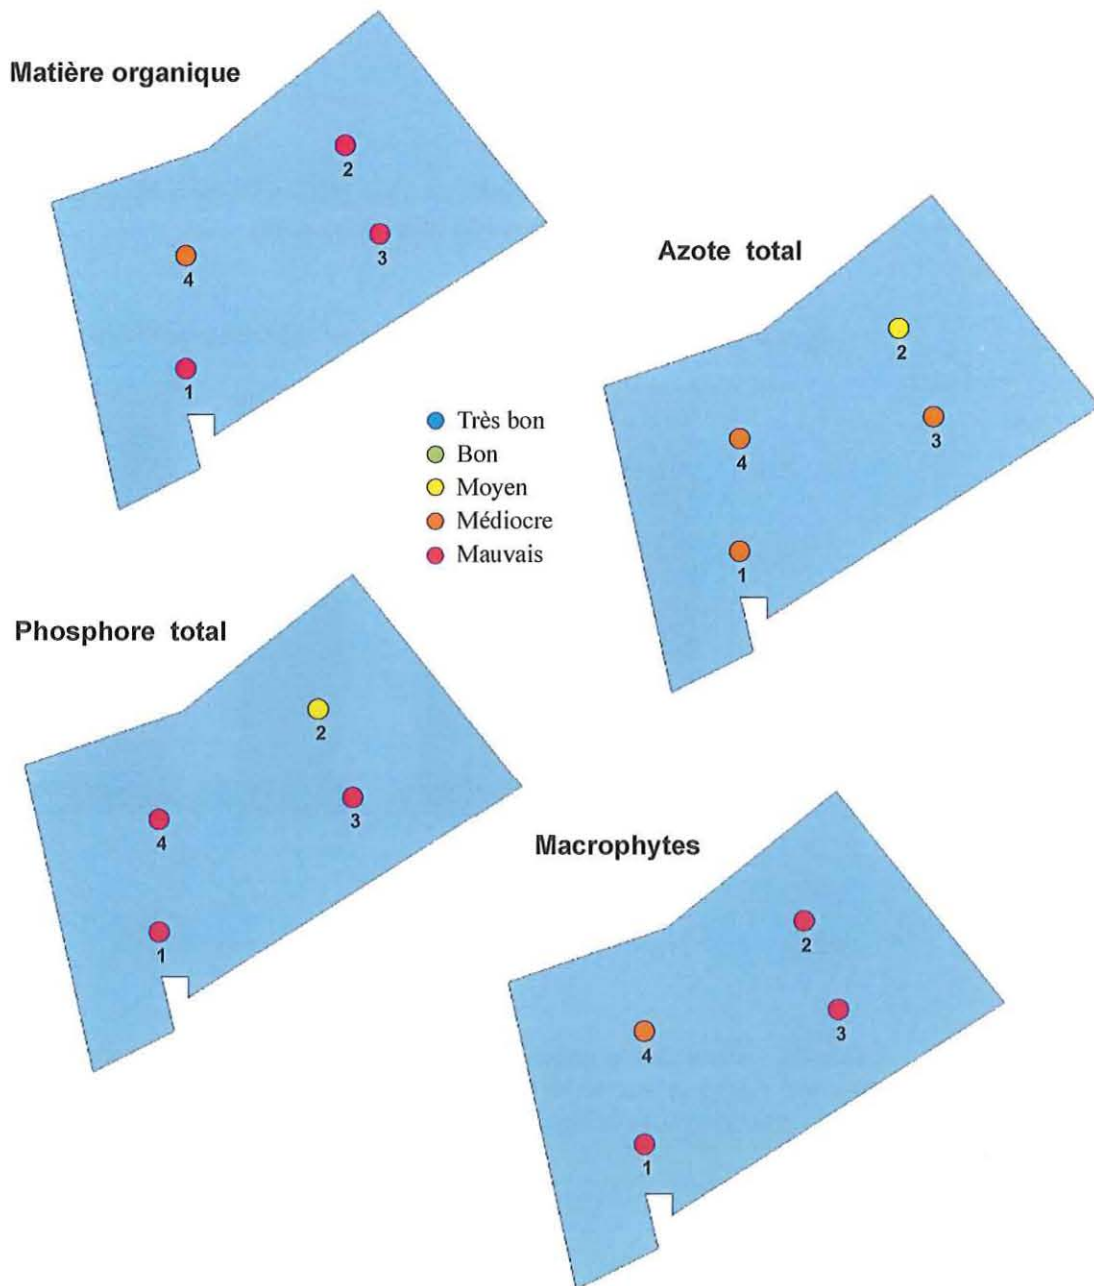 Matière organique
2
3
4
1
Azote total
2
3
4
1
Très bon
Bon
Moyen
Médiocre
Mauvais
Phosphore total
2
3
4
1
Macrophytes
2
3
4
1